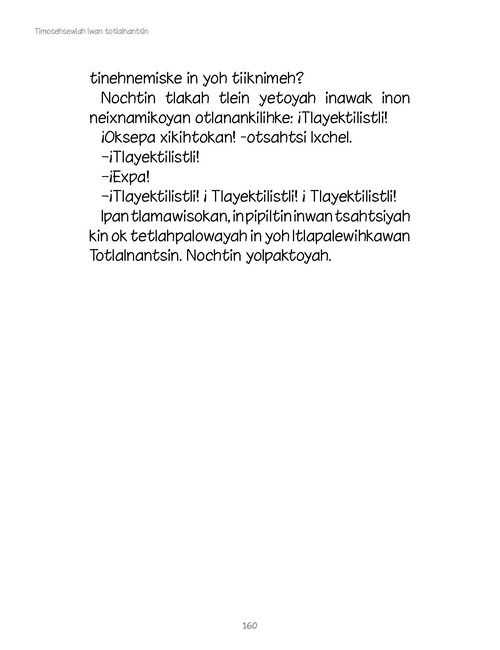 Timosehsewiah iwan totlalnantsin
tinehnemiske in yoh tiiknimeh?
Nochtin tlakah tlein yetoyah inawak inon
neixnamikoyan otlanankilihke: ¡Tlayektilistli!
¡Oksepa xikihtokan! -otsahtsi Ixchel.
–¡Tlayektilistli!
–¡Expa!
–¡Tlayektilistli! ¡ Tlayektilistli! ¡ Tlayektilistli!
Ipan tlamawisokan, in pipiltin inwan tsahtsiyah
kin ok tetlahpalowayah in yoh Itlapalewihkawan
Totlalnantsin. Nochtin yolpaktoyah.
160